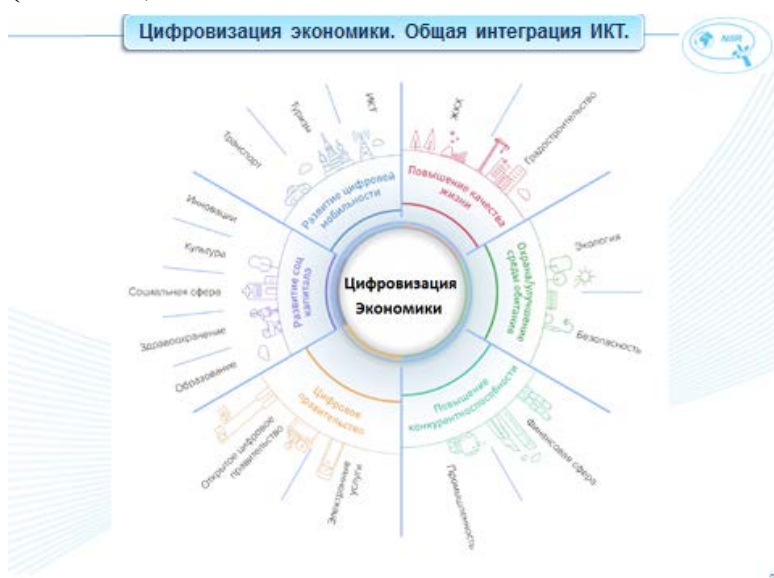 Цифровизация экономики. Общая интеграция ИКТ.
NISR
ИКТ
ЖКХ
Туризм
Градостроительство
Транспорт
Развитие цифровой
мобильности
Повышение качества
жизни
Инновации
Культура
Социальная сфера
Здравоохранение
Образование
Развитие соц
капитала
Цифровизация
Экономики
Охрана/улучшение
среды обитания
Экология
Безопасность
Цифровое
правительство
Повышение
конкурентноспособности
Открытое цифровое
правительство
Электронные
услуги
Промышленность
Финансовая сфера